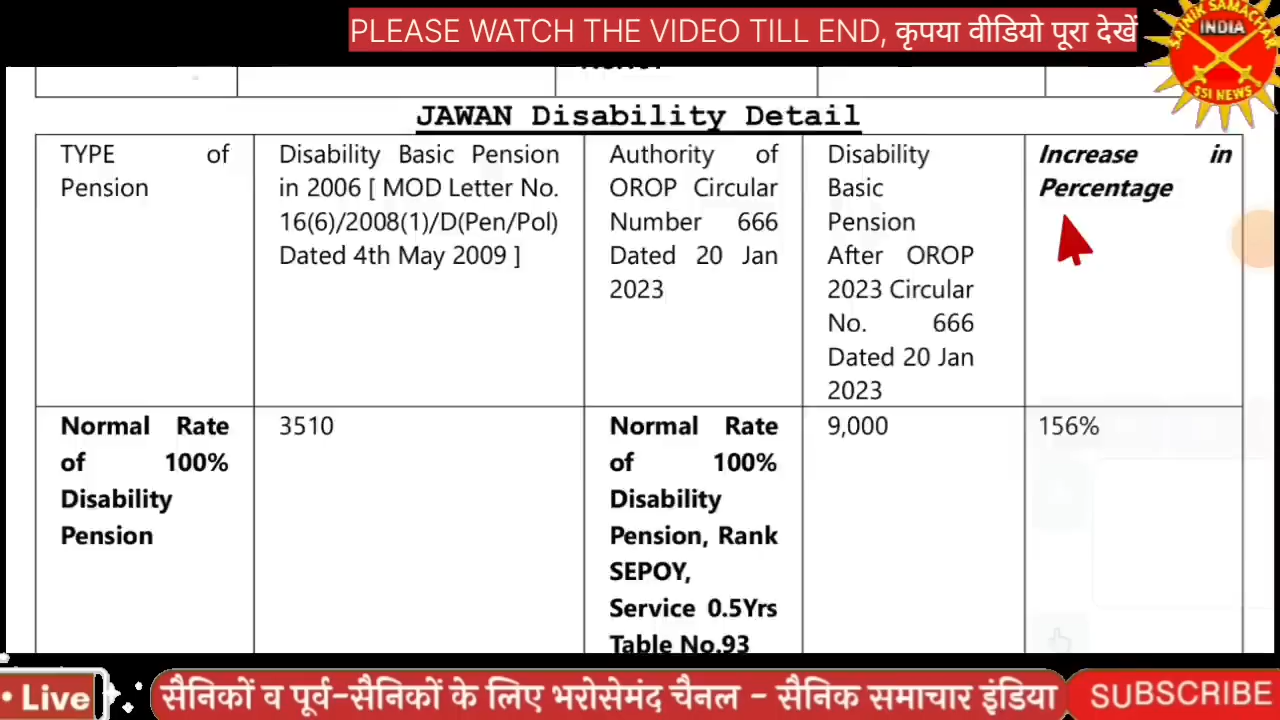 PLEASE WATCH THE VIDEO TILL END, कृपया वीडियो पूरा देखें
SAINIK SAMACHAR
INDIA
SSI NEWS
JAWAN Disability Detail
TYPE of
Pension
Disability Basic Pension
in 2006 [ MOD Letter No.
16(6)/2008(1)/D(Pen/Pol)
Dated 4th May 2009 ]
Authority of
OROP Circular
Number 666
Dated 20 Jan
2023
Disability
Basic
Pension
After OROP
2023 Circular
No. 666
Dated 20 Jan
2023
Increase in
Percentage
Normal Rate
of 100%
Disability
Pension
3510
Normal Rate
of 100%
Disability
Pension, Rank
SEPOY,
Service 0.5Yrs
Table No.93
9,000
156%
• Live
सैनिकों व पूर्व-सैनिकों के लिए भरोसेमंद चैनल - सैनिक समाचार इंडिया
SUBSCRIBE